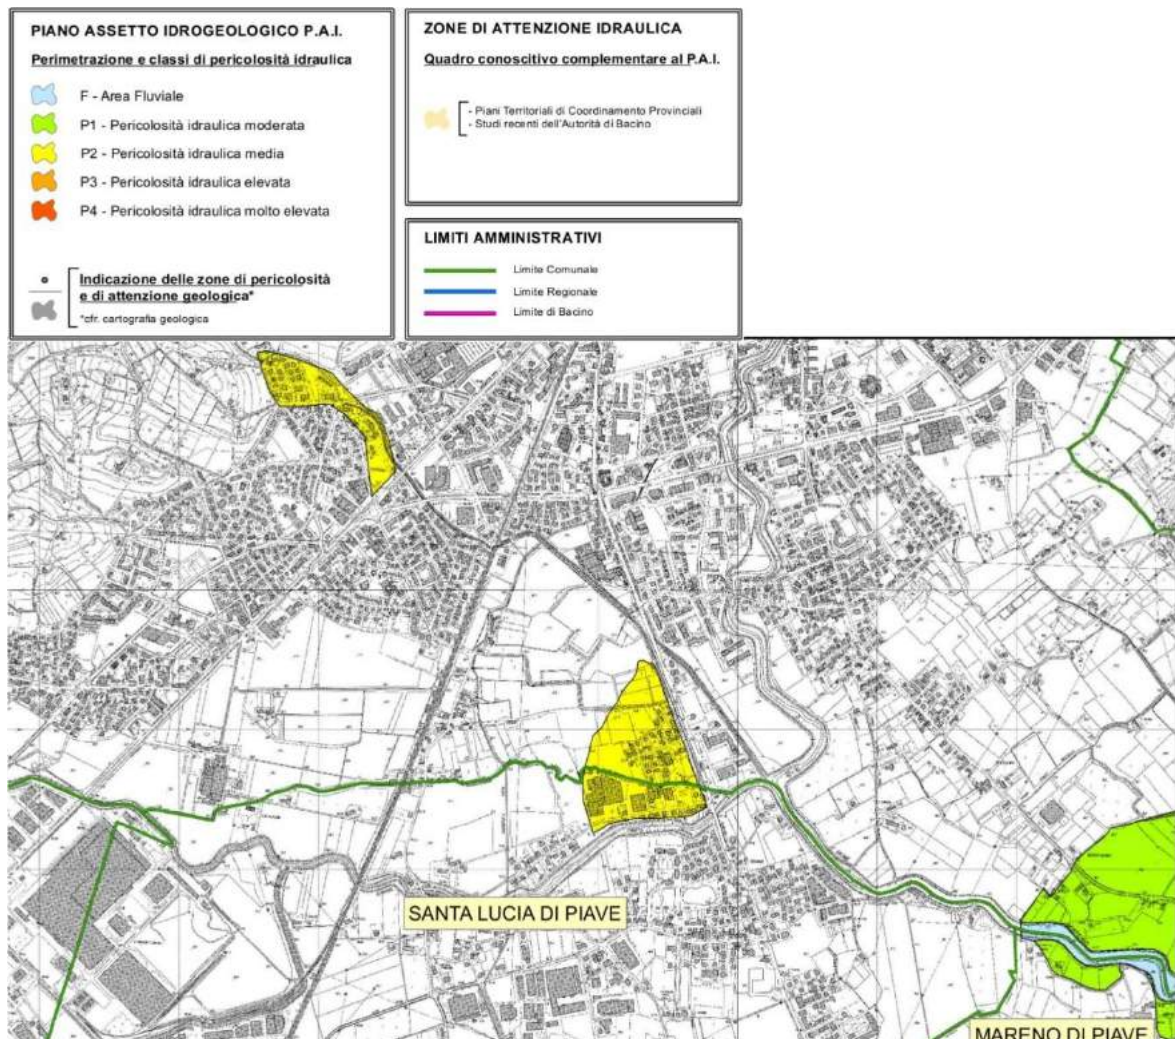 PIANO ASSETTO IDROGEOLOGICO P.A.I.
Perimetrazione e classi di pericolosità idraulica
F - Area Fluviale
P1 - Pericolosità idraulica moderata
P2 - Pericolosità idraulica media
P3 - Pericolosità idraulica elevata
P4 - Pericolosità idraulica molto elevata
Indicazione delle zone di pericolosità
e di attenzione geologica*
*cfr. cartografia geologica
ZONE DI ATTENZIONE IDRAULICA
Quadro conoscitivo complementare al P.A.I.
- Piani Territoriali di Coordinamento Provinciali
- Studi recenti dell'Autorità di Bacino
LIMITI AMMINISTRATIVI
Limite Comunale
Limite Regionale
Limite di Bacino
SANTA LUCIA DI PIAVE
MARENO DI PIAVE